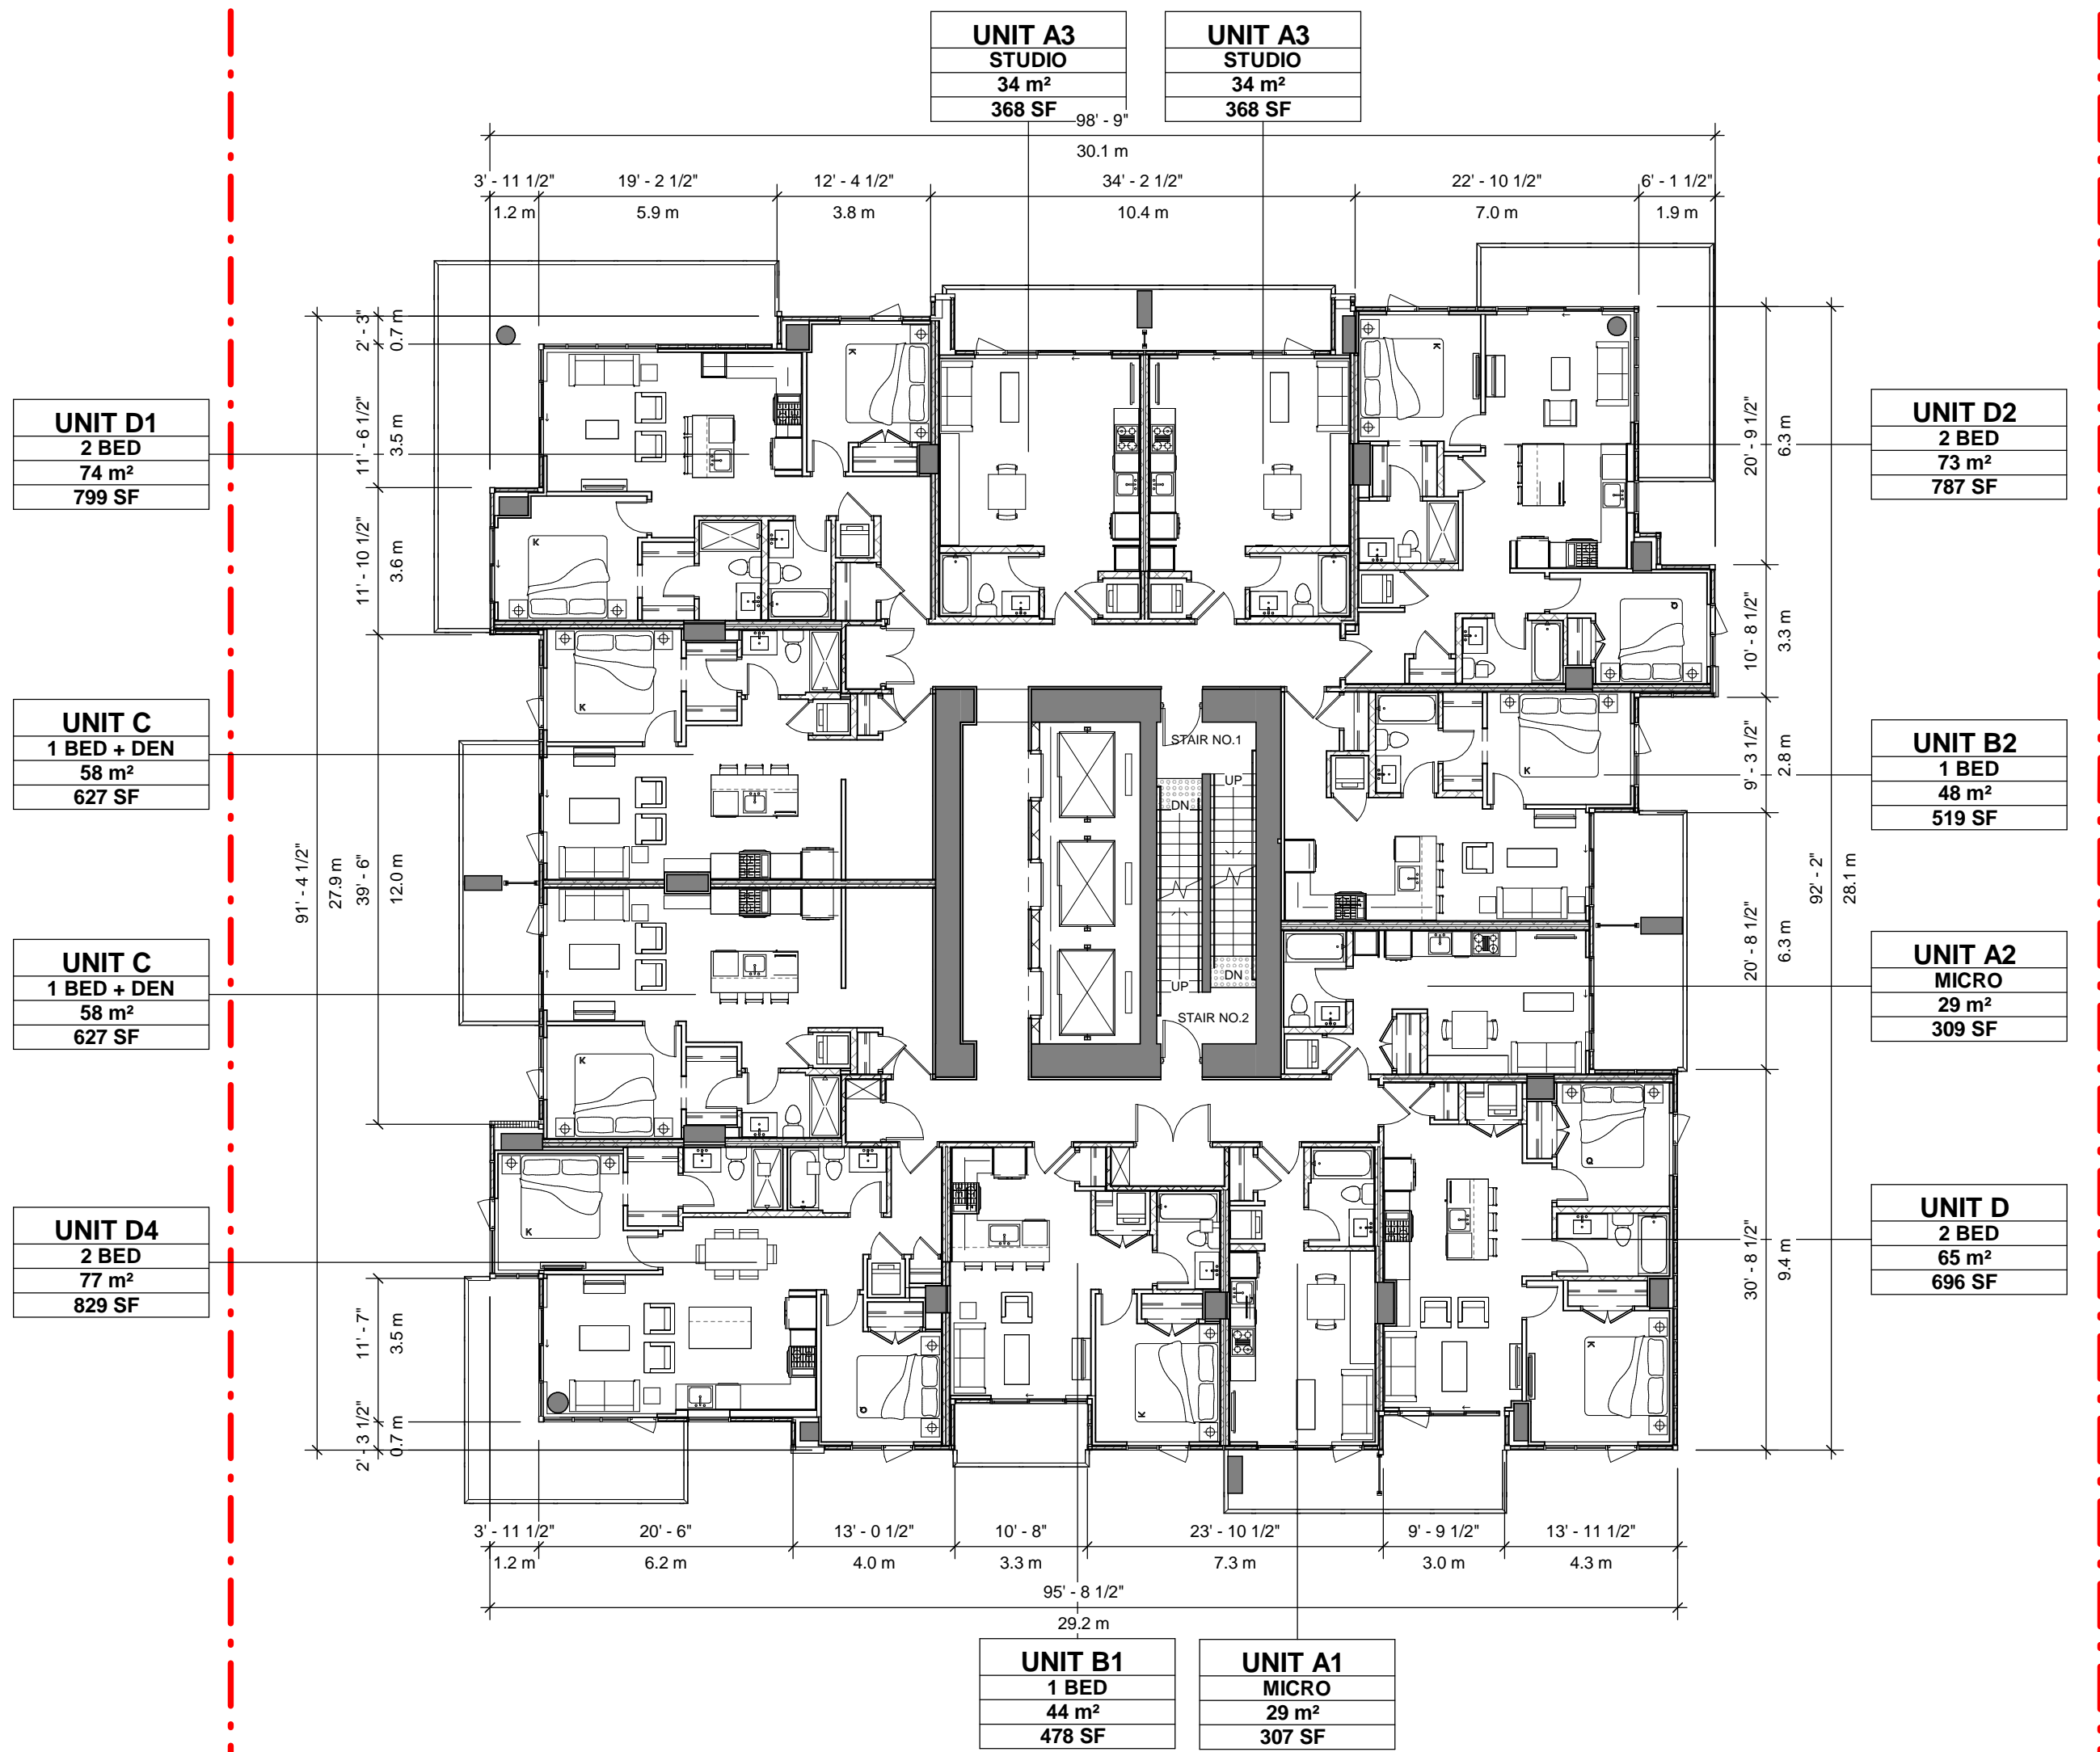 UNIT A3
STUDIO
34 m²
368 SF
UNIT A3
STUDIO
34 m²
368 SF
98' - 9"
30.1 m
3' - 11 1/2"
19' - 2 1/2"
12' - 4 1/2"
34' - 2 1/2"
22' - 10 1/2"
6' - 1 1/2"
1.2 m
5.9 m
3.8 m
10.4 m
7.0 m
1.9 m
UNIT D1
2 BED
74 m²
799 SF
UNIT C
1 BED + DEN
58 m²
627 SF
UNIT C
1 BED + DEN
58 m²
627 SF
UNIT D4
2 BED
77 m²
829 SF
91' - 4 1/2"
27.9 m
2' - 3"
0.7 m
11' - 6 1/2"
3.5 m
11' - 10 1/2"
3.6 m
39' - 6"
12.0 m
11' - 7"
3.5 m
2' - 3 1/2"
0.7 m
K
K
K
K
Q
K
STAIR NO.1
UP
DN
DN
UP
STAIR NO.2
K
K
Q
K
Q
K
K
20' - 9 1/2"
6.3 m
10' - 8 1/2"
3.3 m
9' - 3 1/2"
2.8 m
20' - 8 1/2"
6.3 m
30' - 8 1/2"
9.4 m
92' - 2"
28.1 m
UNIT D2
2 BED
73 m²
787 SF
UNIT B2
1 BED
48 m²
519 SF
UNIT A2
MICRO
29 m²
309 SF
UNIT D
2 BED
65 m²
696 SF
3' - 11 1/2"
20' - 6"
13' - 0 1/2"
10' - 8"
23' - 10 1/2"
9' - 9 1/2"
13' - 11 1/2"
1.2 m
6.2 m
4.0 m
3.3 m
7.3 m
3.0 m
4.3 m
95' - 8 1/2"
29.2 m
UNIT B1
1 BED
44 m²
478 SF
UNIT A1
MICRO
29 m²
307 SF